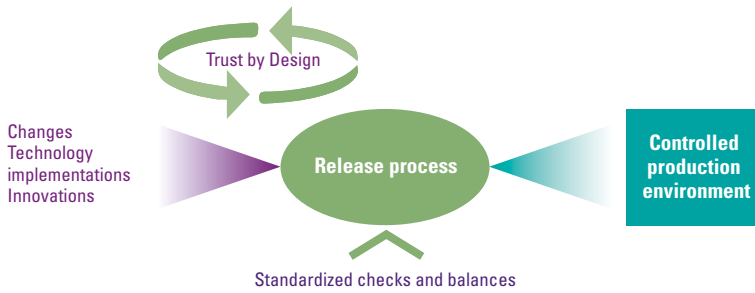 Trust by Design
Changes
Technology
implementations
Innovations
Release process
Controlled
production
environment
Standardized checks and balances